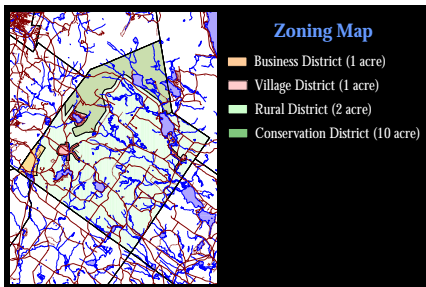 Zoning Map
Business District (1 acre)
Village District (1 acre)
Rural District (2 acre)
Conservation District (10 acre)